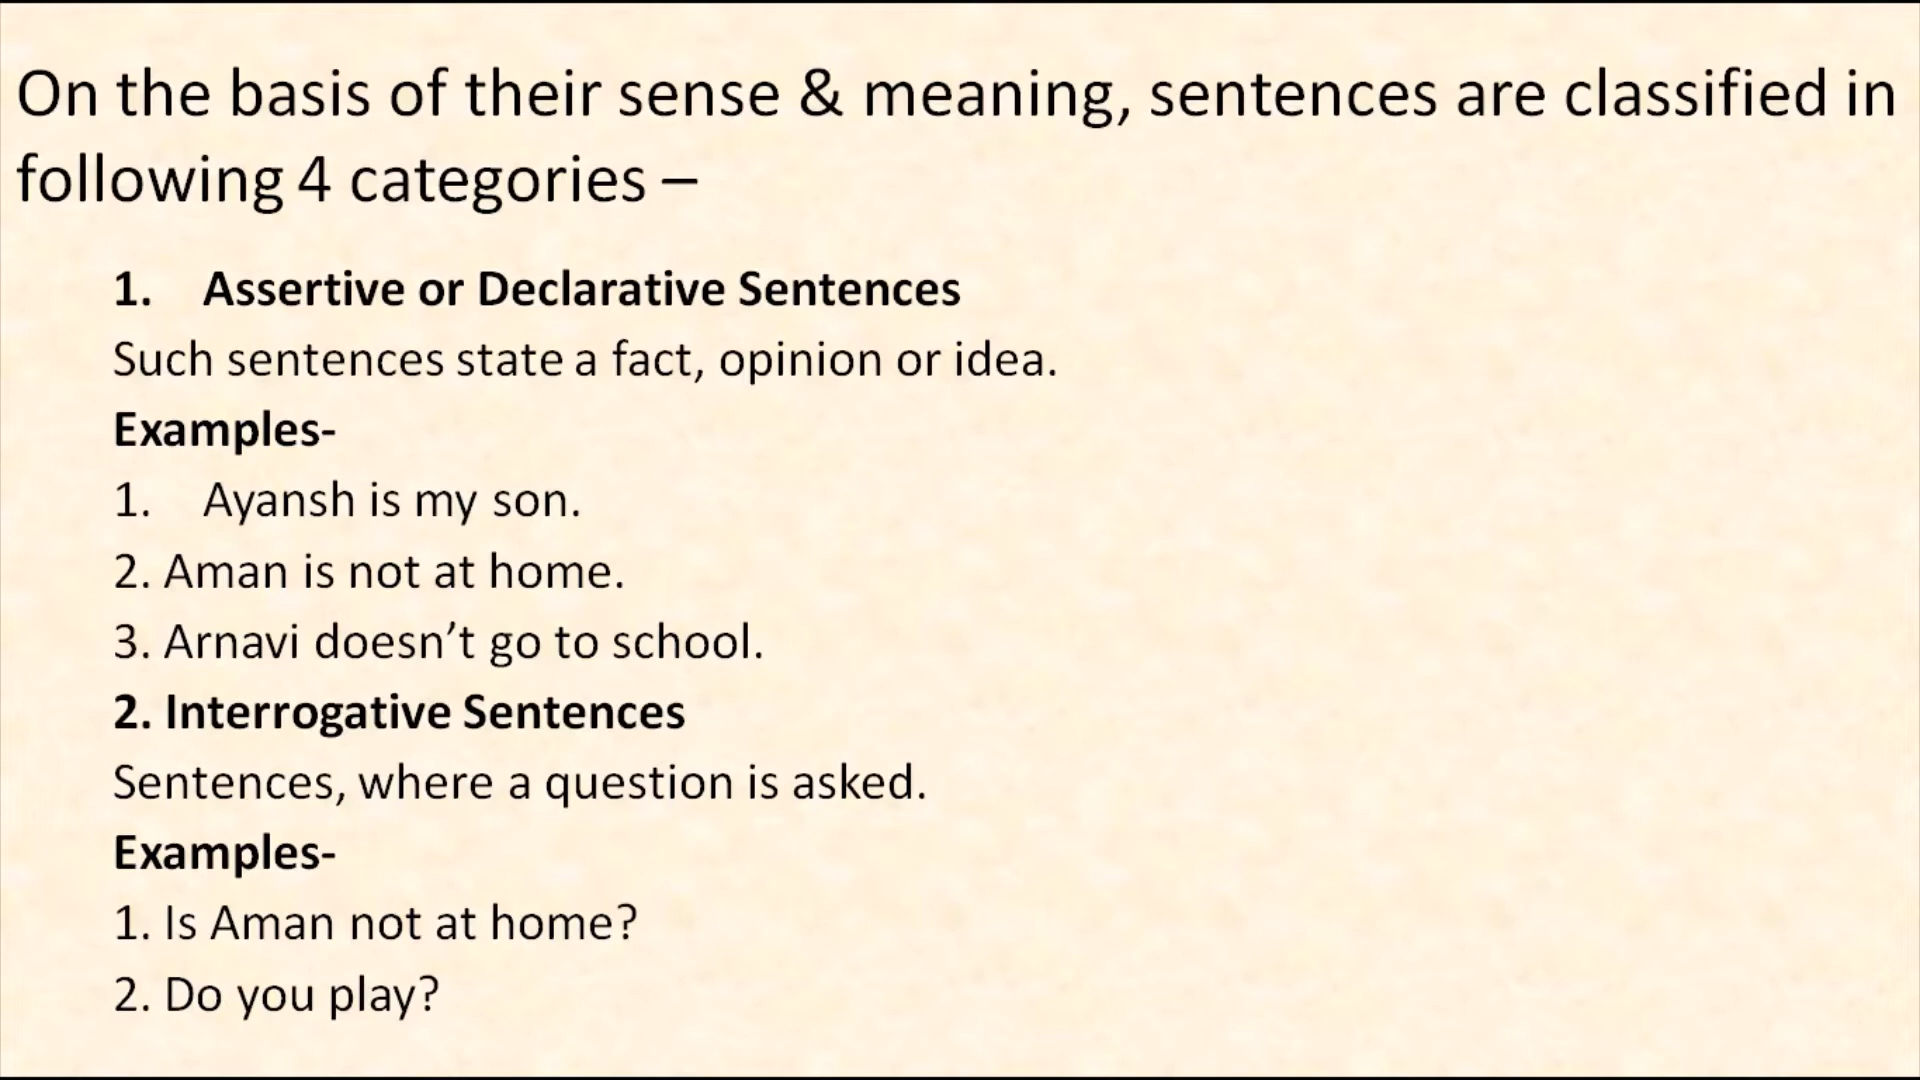 On the basis of their sense & meaning, sentences are classified in
following 4 categories –
1. Assertive or Declarative Sentences
Such sentences state a fact, opinion or idea.
Examples-
1. Ayansh is my son.
2. Aman is not at home.
3. Arnavi doesn’t go to school.
2. Interrogative Sentences
Sentences, where a question is asked.
Examples-
1. Is Aman not at home?
2. Do you play?